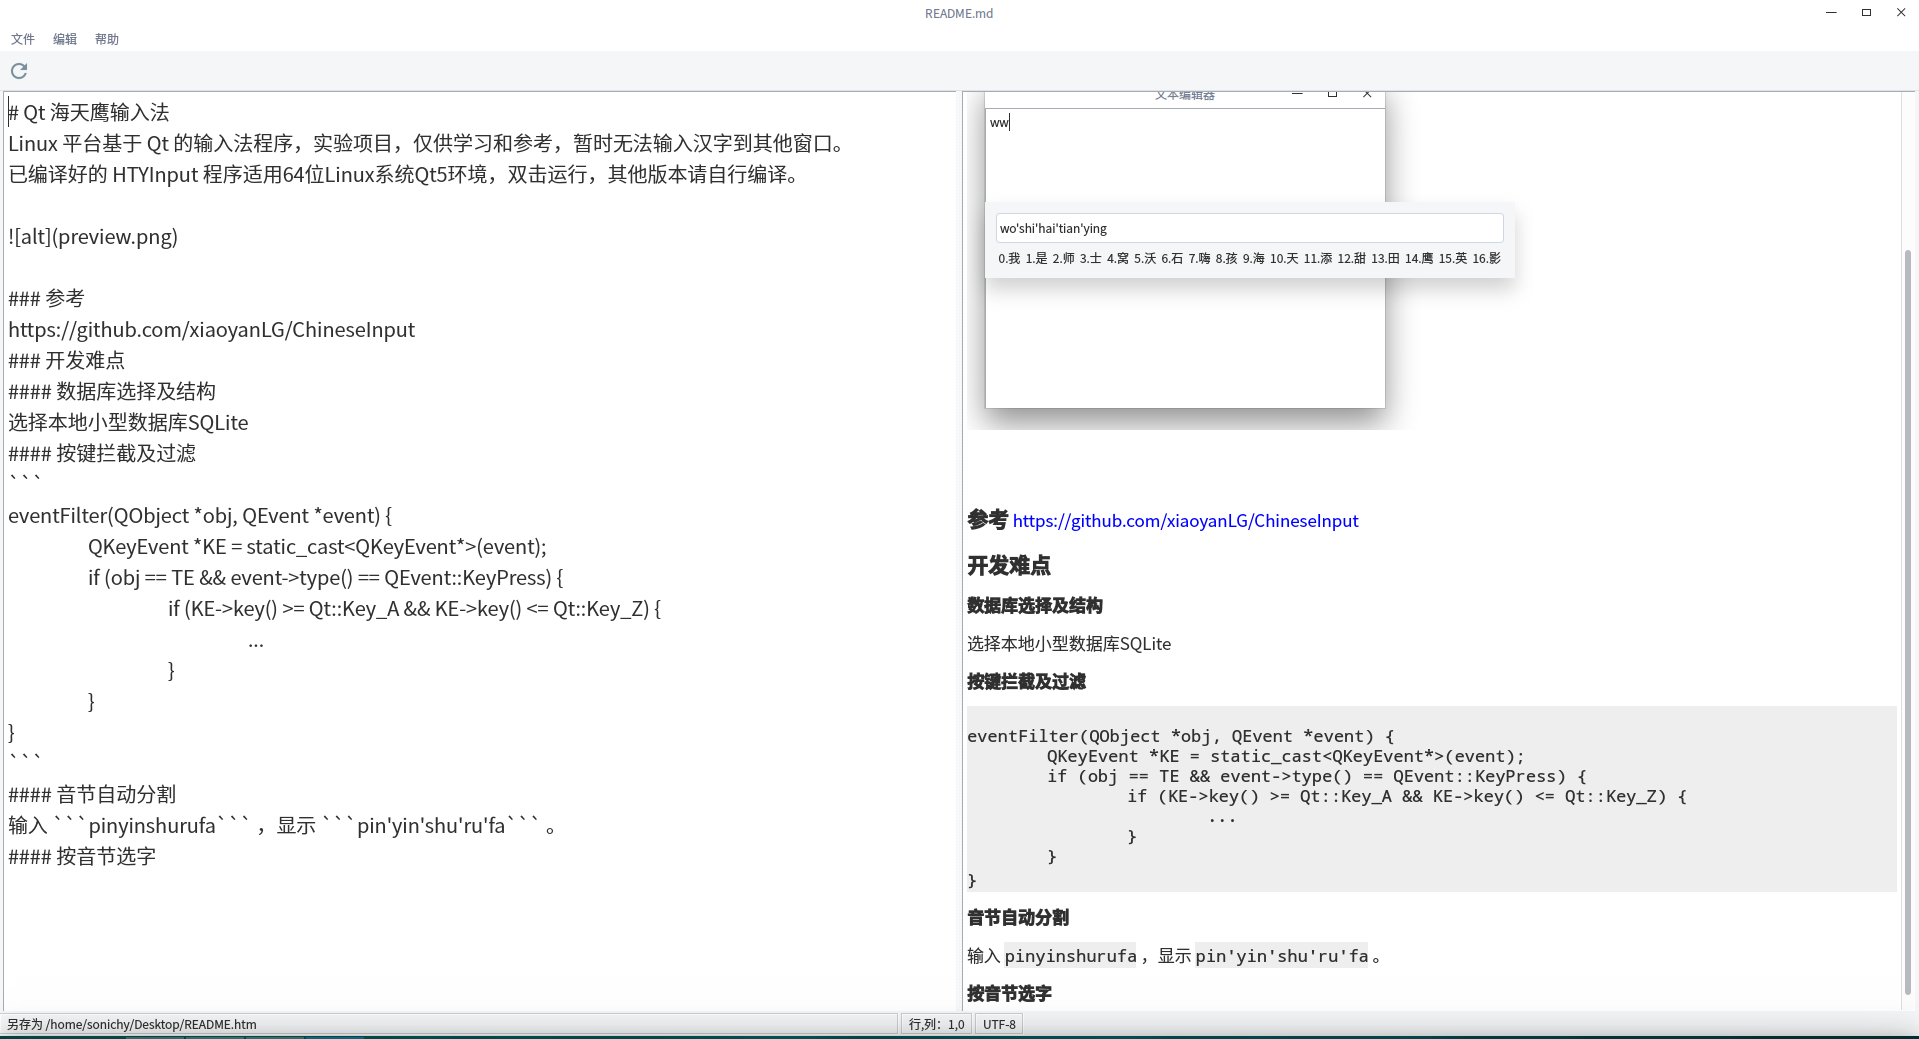 README.md
文件 编辑 帮助
# Qt 海天鹰输入法
Linux 平台基于 Qt 的输入法程序，实验项目，仅供学习和参考，暂时无法输入汉字到其他窗口。
已编译好的 HTYInput 程序适用64位Linux系统Qt5环境，双击运行，其他版本请自行编译。
![alt](preview.png)
### 参考
https://github.com/xiaoyanLG/ChineseInput
### 开发难点
#### 数据库选择及结构
选择本地小型数据库SQLite
#### 按键拦截及过滤
```
eventFilter(QObject *obj, QEvent *event) {
QKeyEvent *KE = static_cast<QKeyEvent*>(event);
if (obj == TE && event->type() == QEvent::KeyPress) {
if (KE->key() >= Qt::Key_A && KE->key() <= Qt::Key_Z) {
...
}
}
}
```
#### 音节自动分割
输入 ```pinyinshurufa``` ，显示 ```pin'yin'shu'ru'fa``` 。
#### 按音节选字
文本编辑器
ww
wo'shi'hai'tian'ying
0.我 1.是 2.师 3.士 4.窝 5.沃 6.石 7.嗨 8.孩 9.海 10.天 11.添 12.甜 13.田 14.鹰 15.英 16.影
参考 https://github.com/xiaoyanLG/ChineseInput
开发难点
数据库选择及结构
选择本地小型数据库SQLite
按键拦截及过滤
eventFilter(QObject *obj, QEvent *event) {
QKeyEvent *KE = static_cast<QKeyEvent*>(event);
if (obj == TE && event->type() == QEvent::KeyPress) {
if (KE->key() >= Qt::Key_A && KE->key() <= Qt::Key_Z) {
...
}
}
}
音节自动分割
输入 pinyinshurufa ，显示 pin'yin'shu'ru'fa 。
按音节选字
另存为 /home/sonichy/Desktop/README.htm
行,列：1,0
UTF-8